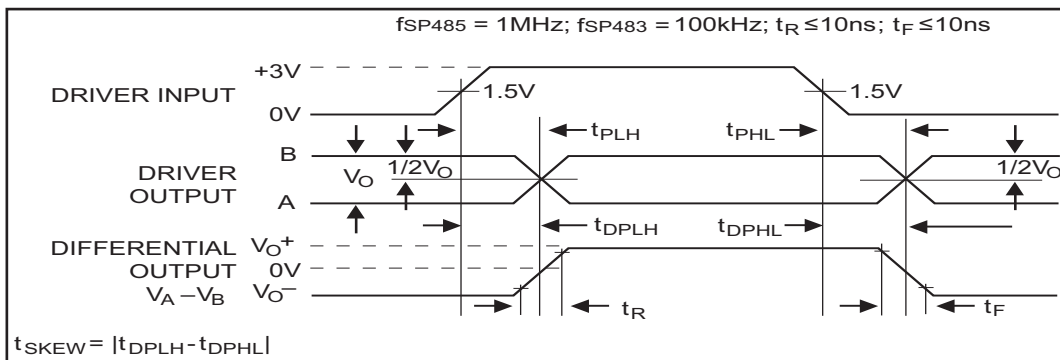 fSP485 = 1MHz; fSP483 = 100kHz; tR ≤10ns; tF ≤10ns
+3V
DRIVER INPUT 1.5V 1.5V
0V
tPLH tPHL
B
DRIVER OUTPUT VO 1/2VO 1/2VO
A
tDPLH tDPHL
DIFFERENTIAL OUTPUT VO+
0V
VA –VB VO–
tR tF
tSKEW = |tDPLH - tDPHL|